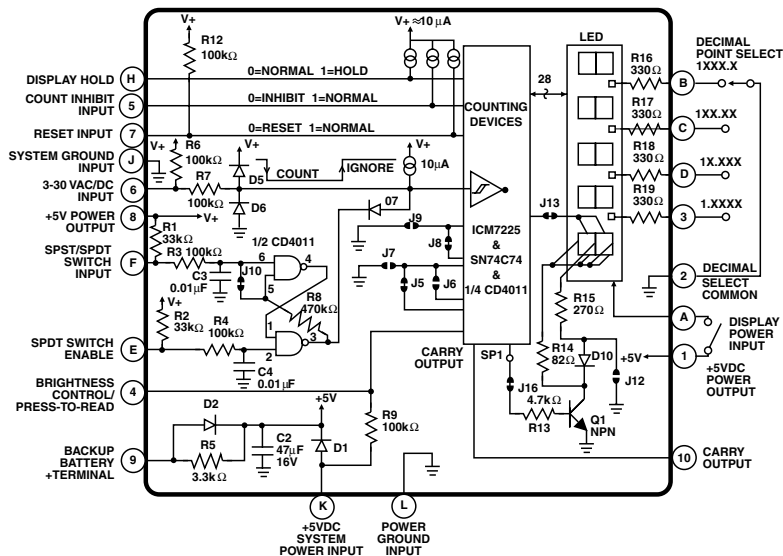 V+
R12
100kΩ
V+ ≈10 μA
LED
DECIMAL
POINT SELECT
1XXX.X
R16
330Ω
B
DISPLAY HOLD
H
0=NORMAL 1=HOLD
28
COUNT INHIBIT
INPUT
5
0=INHIBIT 1=NORMAL
COUNTING
DEVICES
R17
330Ω
C
1XX.XX
RESET INPUT
7
0=RESET 1=NORMAL
SYSTEM GROUND
INPUT
J
V+
R6
100kΩ
V+
COUNT
IGNORE
V+
10μA
R18
330Ω
D
1X.XXX
3-30 VAC/DC
INPUT
6
R7
100kΩ
D5
D6
J13
R19
330Ω
3
1.XXXX
+5V POWER
OUTPUT
8
V+
07
J9
J8
ICM7225
&
SN74C74
&
1/4 CD4011
R1
33kΩ
1/2 CD4011
SPST/SPDT
SWITCH
INPUT
F
R3 100kΩ
C3
0.01μF
J10
6
5
4
J7
J5
J6
2
DECIMAL
SELECT
COMMON
R15
270Ω
V+
R2
33kΩ
R8
470kΩ
A
DISPLAY
POWER
INPUT
SPDT SWITCH
ENABLE
E
R4
100kΩ
1
2
3
CARRY
OUTPUT
SP1
R14
82Ω
D10
+5V
1
J12
+5VDC
POWER
OUTPUT
C4
0.01μF
BRIGHTNESS
CONTROL/
PRESS-TO-READ
4
J16
4.7kΩ
R13
Q1
NPN
D2
+5V
R9
100kΩ
BACKUP
BATTERY
+TERMINAL
9
R5
3.3kΩ
C2
47μF
16V
D1
10
CARRY
OUTPUT
K
L
+5VDC
SYSTEM
POWER INPUT
POWER
GROUND
INPUT